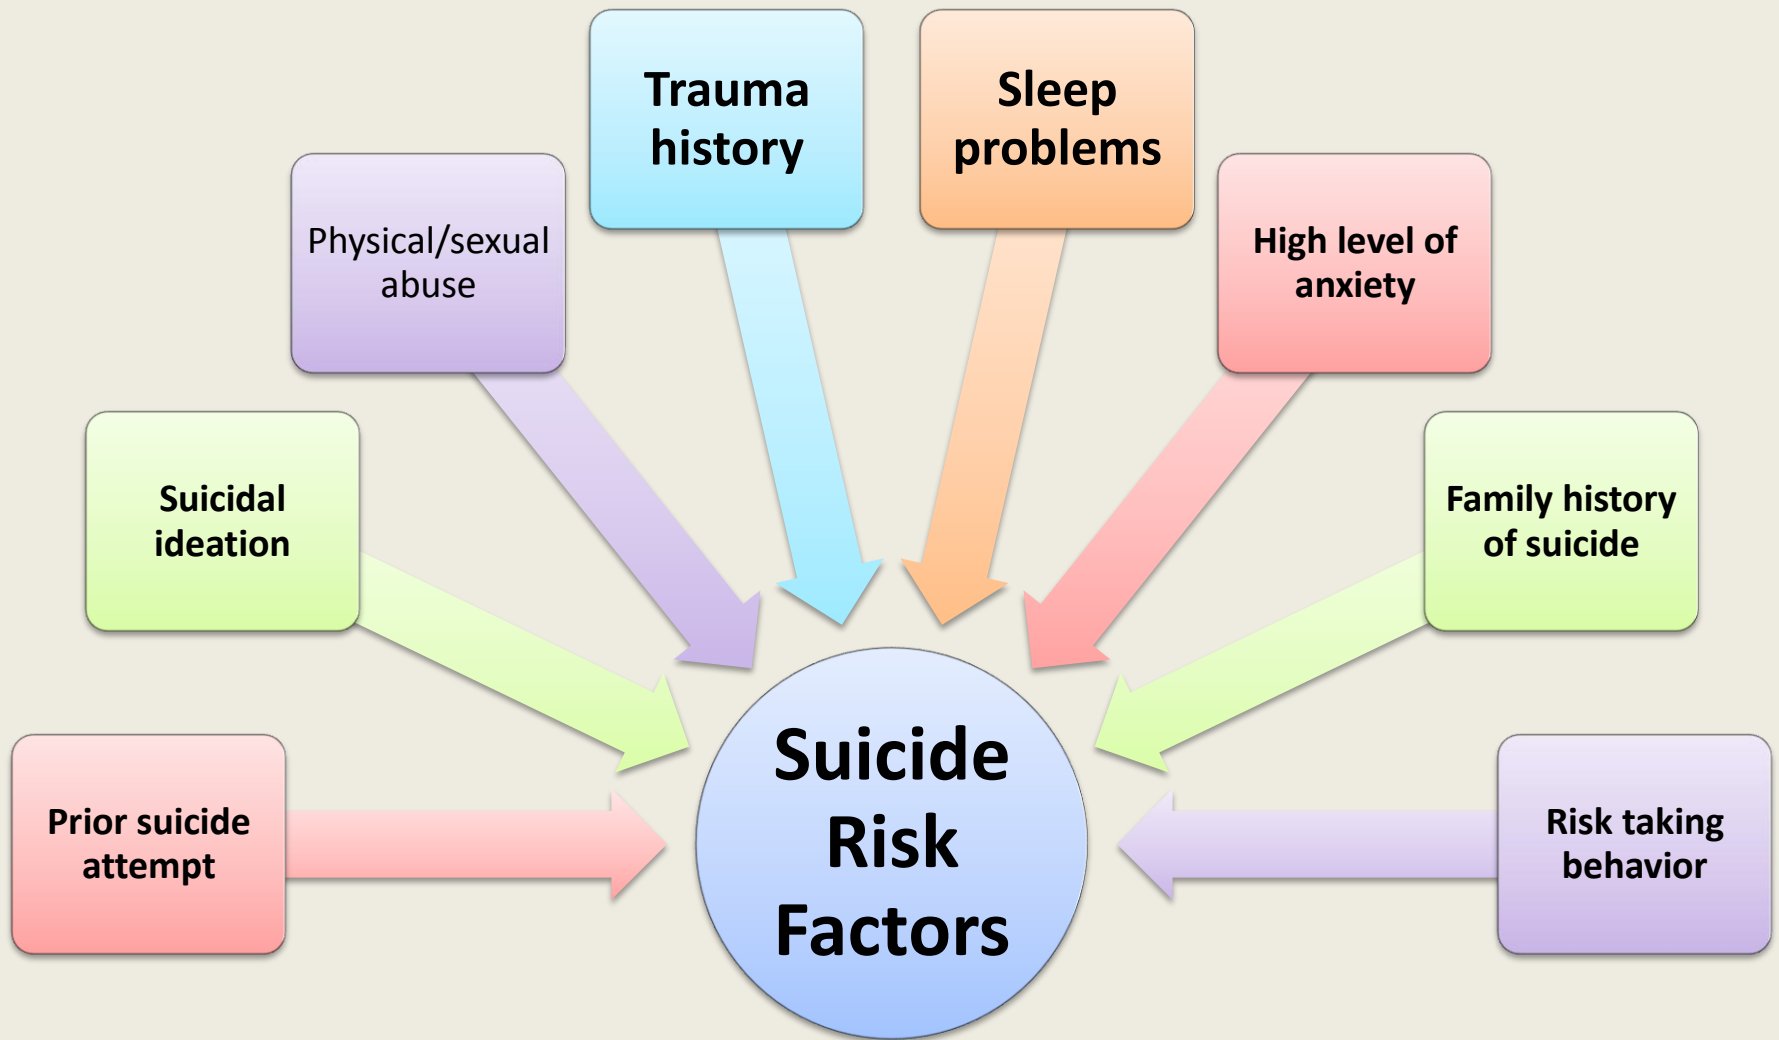 Trauma
history
Sleep
problems
Physical/sexual
abuse
High level of
anxiety
Suicidal
ideation
Family history
of suicide
Prior suicide
attempt
Risk taking
behavior
Suicide
Risk
Factors